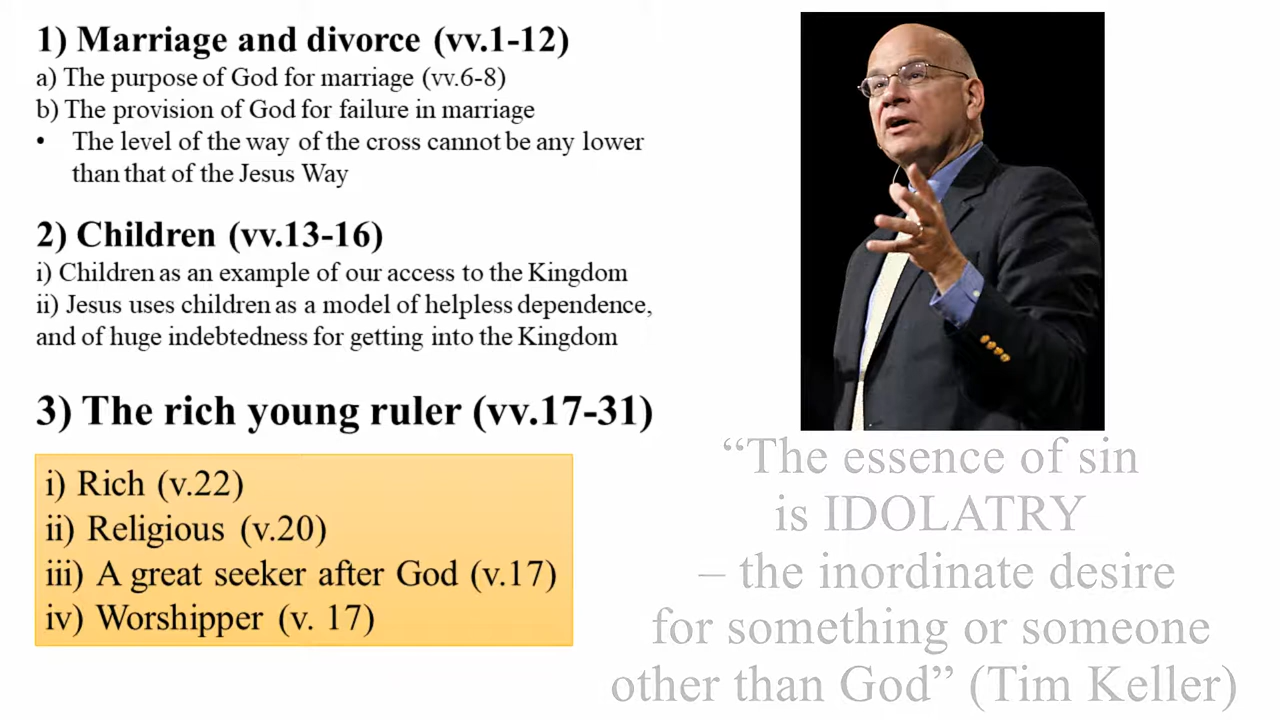 1) Marriage and divorce (vv.1-12)
a) The purpose of God for marriage (vv.6-8)
b) The provision of God for failure in marriage
• The level of the way of the cross cannot be any lower
than that of the Jesus Way
2) Children (vv.13-16)
i) Children as an example of our access to the Kingdom
ii) Jesus uses children as a model of helpless dependence,
and of huge indebtedness for getting into the Kingdom
3) The rich young ruler (vv.17-31)
i) Rich (v.22)
ii) Religious (v.20)
iii) A great seeker after God (v.17)
iv) Worshipper (v. 17)
“The essence of sin
is IDOLATRY
– the inordinate desire
for something or someone
other than God” (Tim Keller)